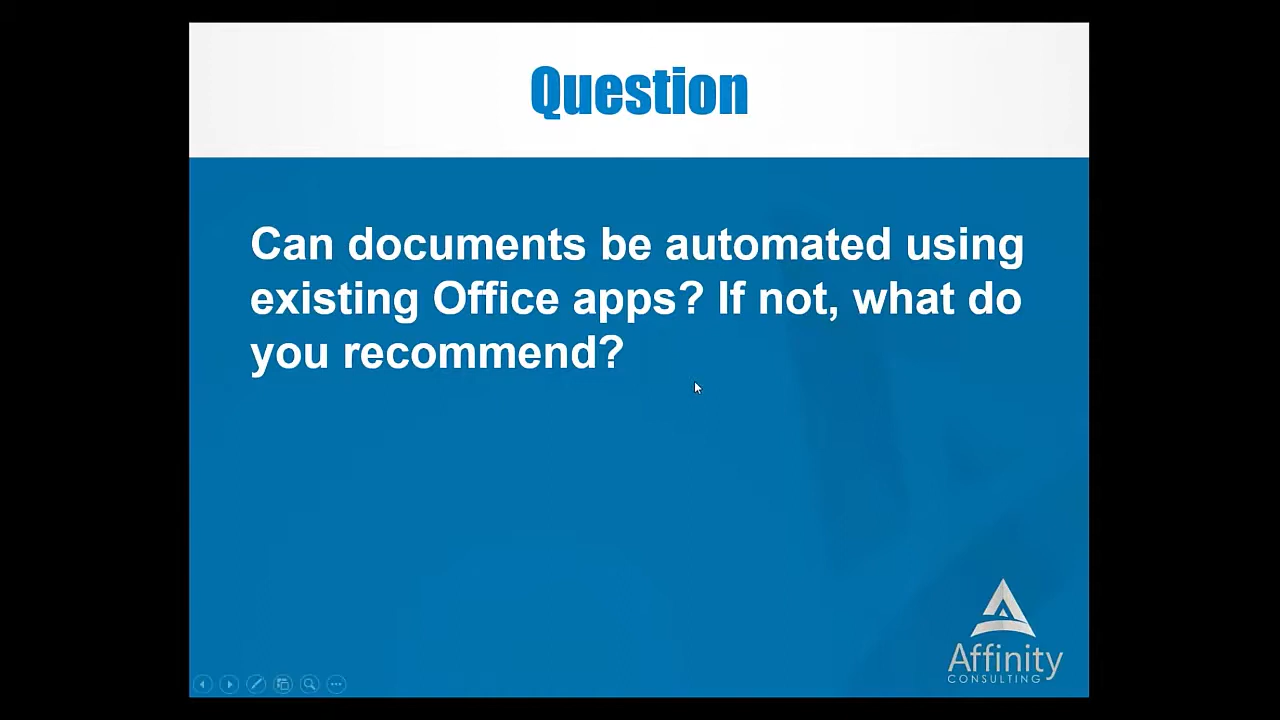 Question
Can documents be automated using
existing Office apps? If not, what do
you recommend?
Affinity
CONSULTING